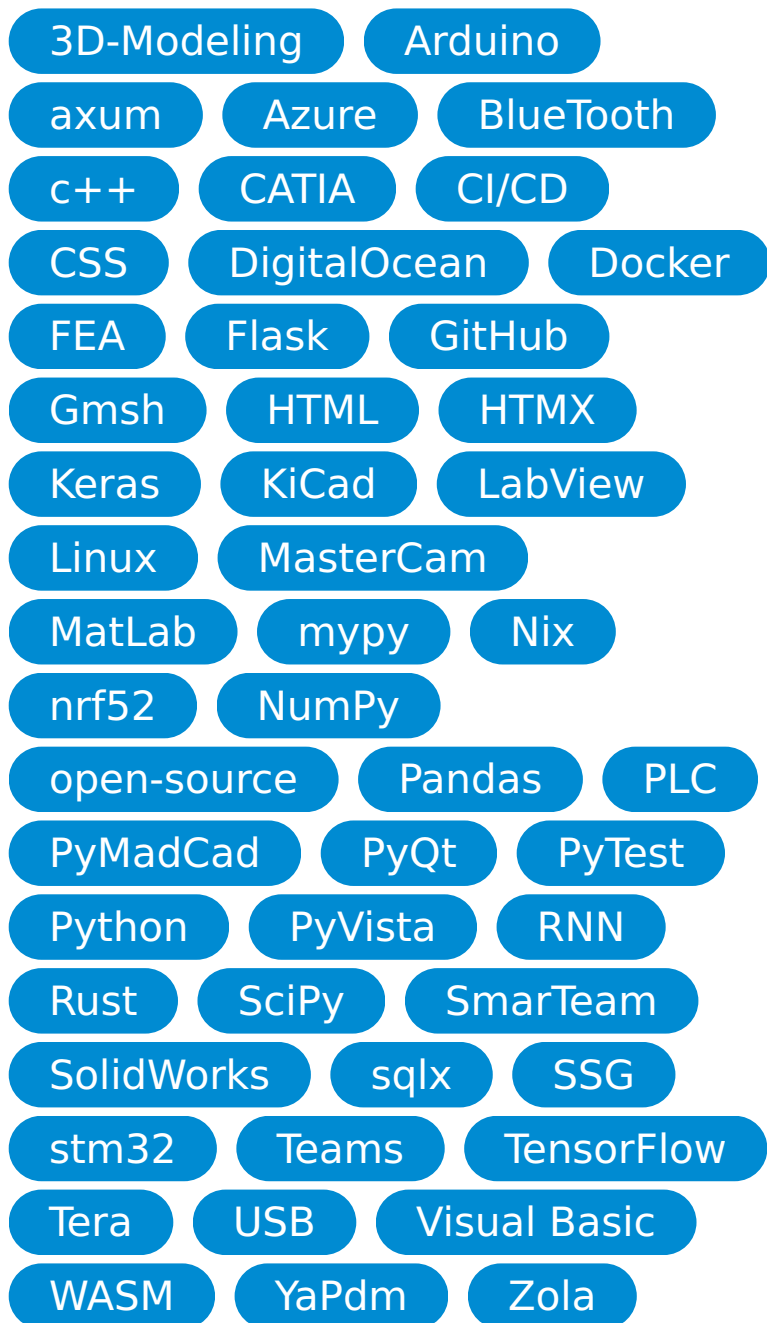 3D-Modeling Arduino
axum Azure BlueTooth
c++ CATIA CI/CD
CSS DigitalOcean Docker
FEA Flask GitHub
Gmsh HTML HTMX
Keras KiCad LabView
Linux MasterCam
MatLab mypy Nix
nrf52 NumPy
open-source Pandas PLC
PyMadCad PyQt PyTest
Python PyVista RNN
Rust SciPy SmarTeam
SolidWorks sqlx SSG
stm32 Teams TensorFlow
Tera USB Visual Basic
WASM YaPdm Zola